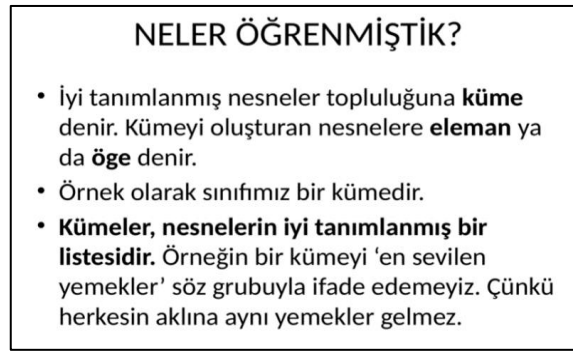 NELER ÖĞRENMİŞTİK?
• İyi tanımlanmış nesneler topluluğuna küme
denir. Kümeyi oluşturan nesnelere eleman ya
da öge denir.
• Örnek olarak sınıfımız bir kümedir.
• Kümeler, nesnelerin iyi tanımlanmış bir
listesidir. Örneğin bir kümeyi ‘en sevilen
yemekler’ söz grubuyla ifade edemeyiz. Çünkü
herkesin aklına aynı yemekler gelmez.